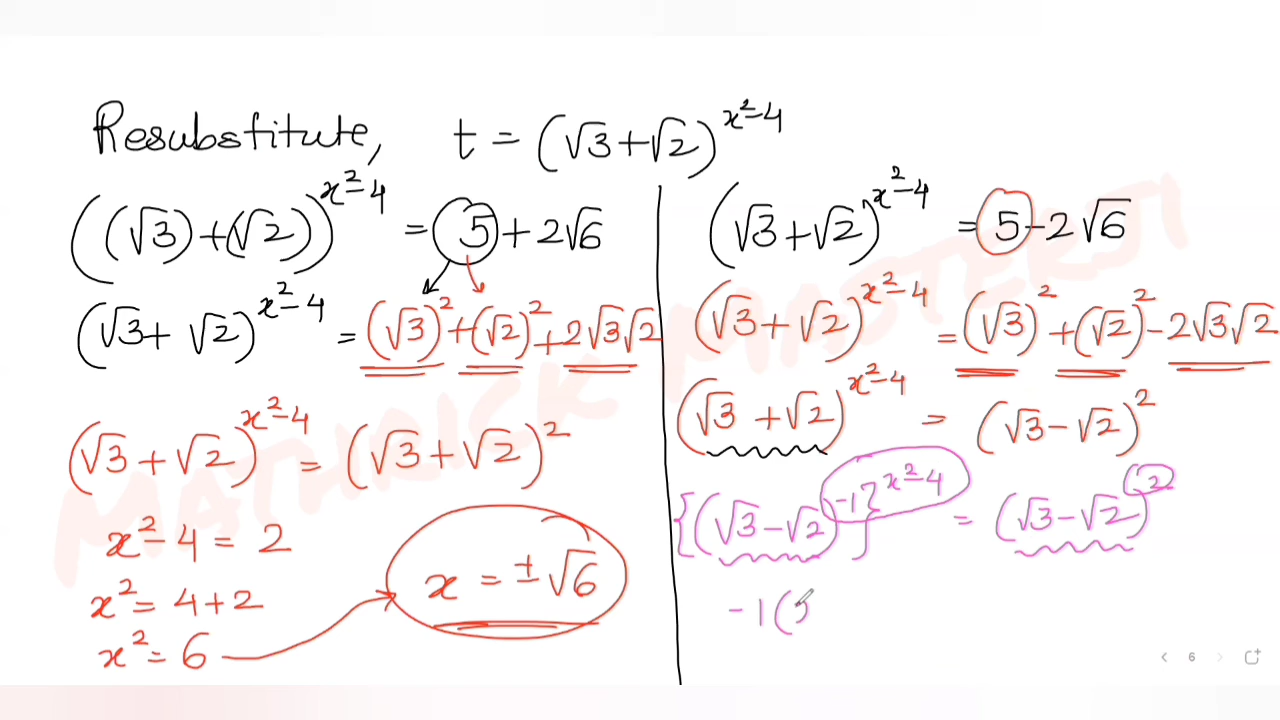 Resubstitute, t = (√3+√2)^(x²-4)
((√3)+(√2))^(x²-4) = 5+2√6
(√3+√2)^(x²-4) = (√3)²+(√2)²+2√3√2
(√3+√2)^(x²-4) = (√3+√2)²
x²-4 = 2
x² = 4+2
x² = 6
x = ±√6
(√3+√2)^(x²-4) = 5-2√6
(√3+√2)^(x²-4) = (√3)²+(√2)²-2√3√2
(√3+√2)^(x²-4) = (√3-√2)²
{(√3-√2)^-1}^(x²-4) = (√3-√2)²
-1(
MATHRICK MASTERJI
6